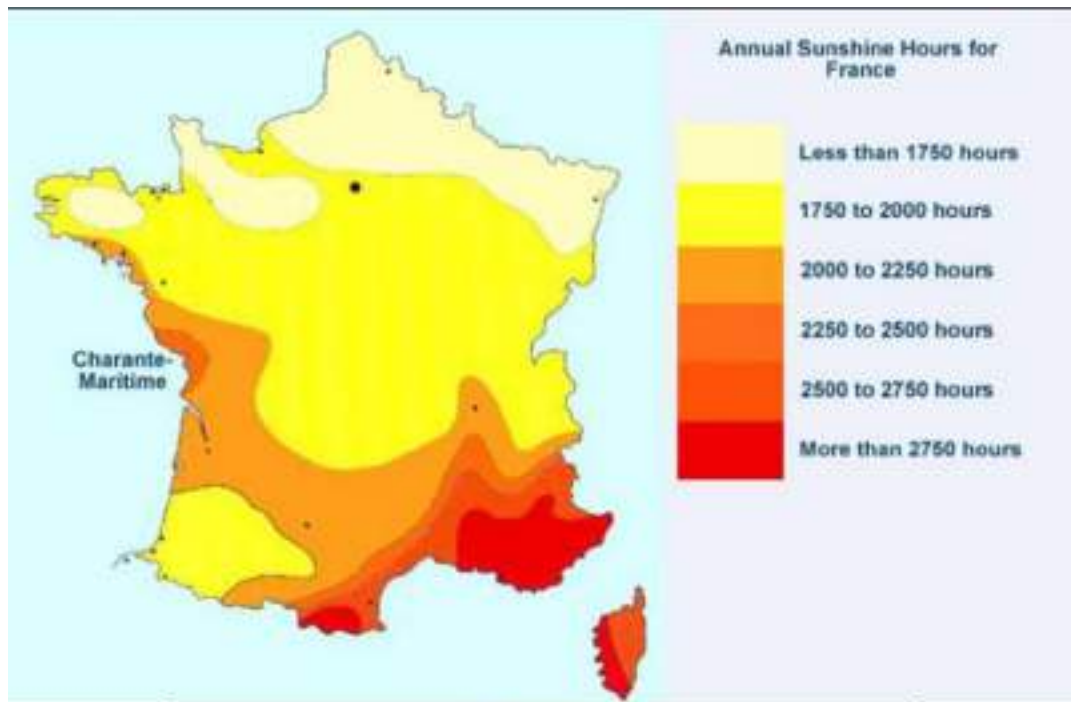 Annual Sunshine Hours for
France
Less than 1750 hours
1750 to 2000 hours
2000 to 2250 hours
2250 to 2500 hours
2500 to 2750 hours
More than 2750 hours
Charante-
Maritime